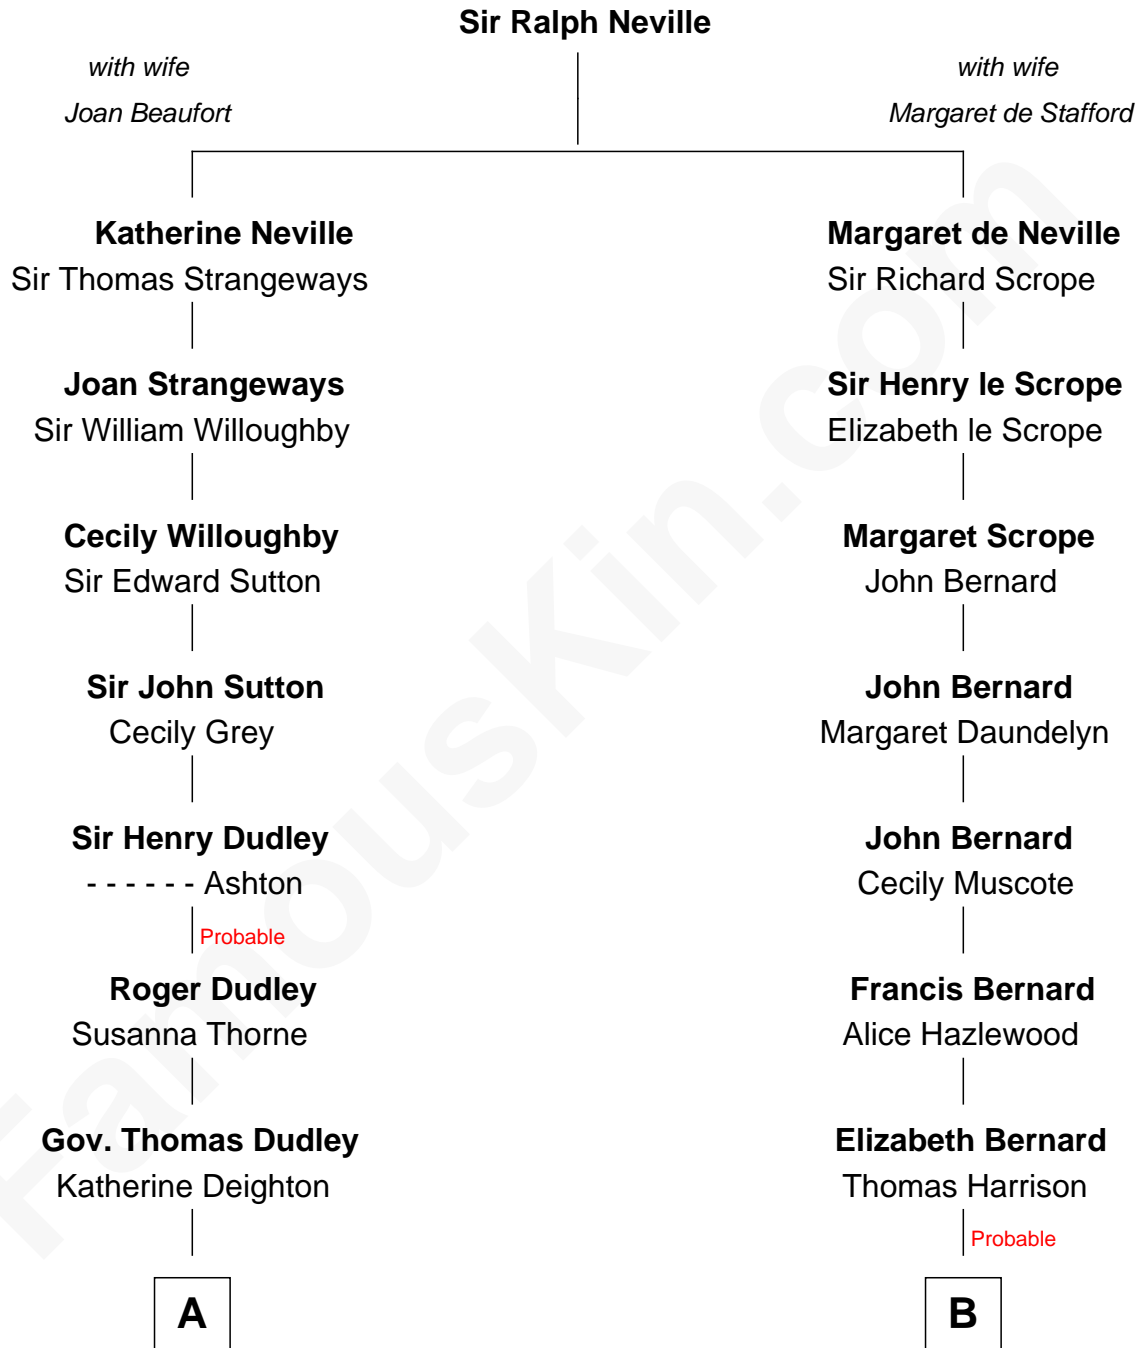 Sir Ralph Neville
with wife
Joan Beaufort
with wife
Margaret de Stafford
Katherine Neville
Sir Thomas Strangeways
Joan Strangeways
Sir William Willoughby
Cecily Willoughby
Sir Edward Sutton
Sir John Sutton
Cecily Grey
Sir Henry Dudley
- - - - - - Ashton
Probable
Roger Dudley
Susanna Thorne
Gov. Thomas Dudley
Katherine Deighton
A
Margaret de Neville
Sir Richard Scrope
Sir Henry le Scrope
Elizabeth le Scrope
Margaret Scrope
John Bernard
John Bernard
Margaret Daundelyn
John Bernard
Cecily Muscote
Francis Bernard
Alice Hazlewood
Elizabeth Bernard
Thomas Harrison
Probable
B
FamousKin.com